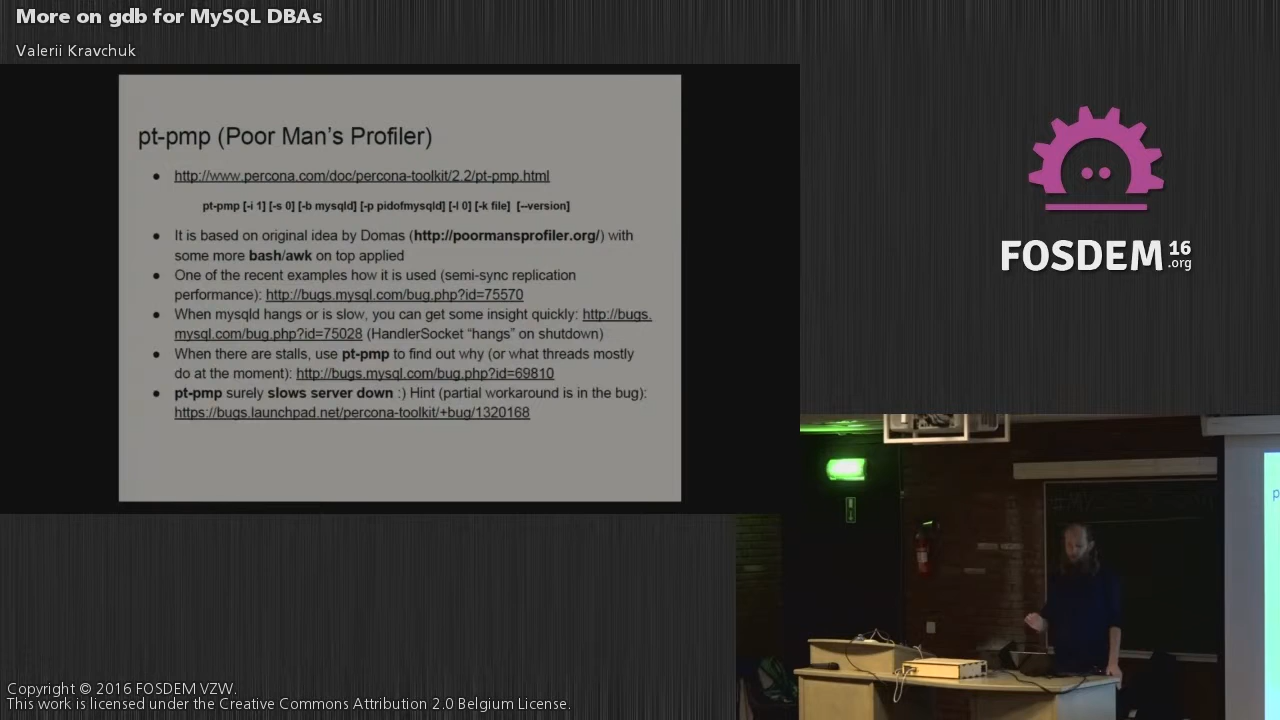 More on gdb for MySQL DBAs
Valerii Kravchuk
pt-pmp (Poor Man's Profiler)
● http://www.percona.com/doc/percona-toolkit/2.2/pt-pmp.html
pt-pmp [-i 1] [-s 0] [-b mysqld] [-p pidofmysqld] [-l 0] [-k file] [--version]
● It is based on original idea by Domas (http://poormansprofiler.org/) with
some more bash/awk on top applied
● One of the recent examples how it is used (semi-sync replication
performance): http://bugs.mysql.com/bug.php?id=75570
● When mysqld hangs or is slow, you can get some insight quickly: http://bugs.
mysql.com/bug.php?id=75028 (HandlerSocket “hangs” on shutdown)
● When there are stalls, use pt-pmp to find out why (or what threads mostly
do at the moment): http://bugs.mysql.com/bug.php?id=69810
● pt-pmp surely slows server down :) Hint (partial workaround is in the bug):
https://bugs.launchpad.net/percona-toolkit/+bug/1320168
FOSDEM 16
.org
p
Copyright © 2016 FOSDEM VZW.
This work is licensed under the Creative Commons Attribution 2.0 Belgium License.